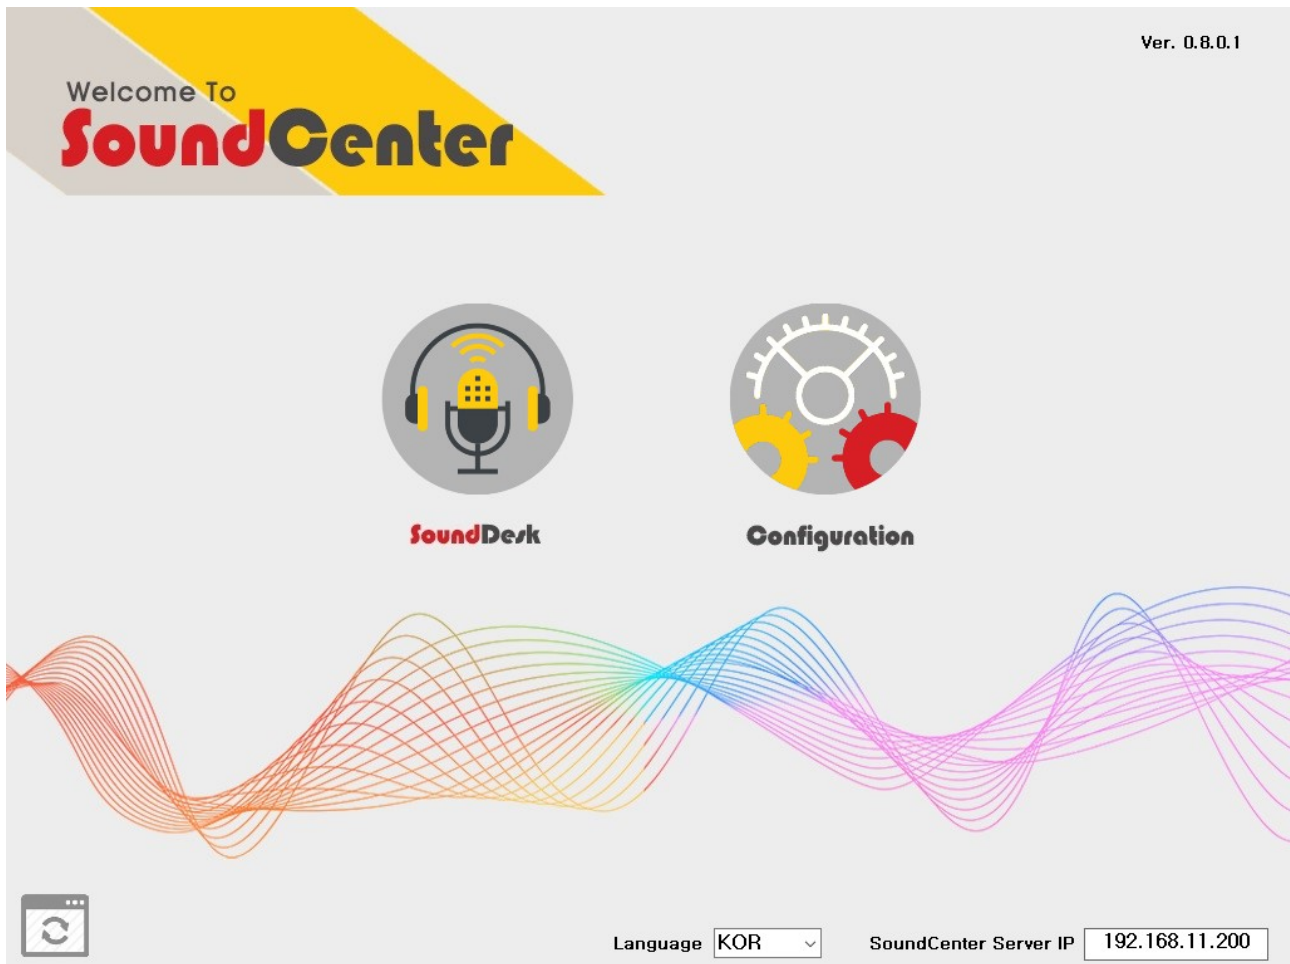 Ver. 0.8.0.1
Welcome To
SoundCenter
SoundDesk
Configuration
Language KOR
SoundCenter Server IP 192.168.11.200